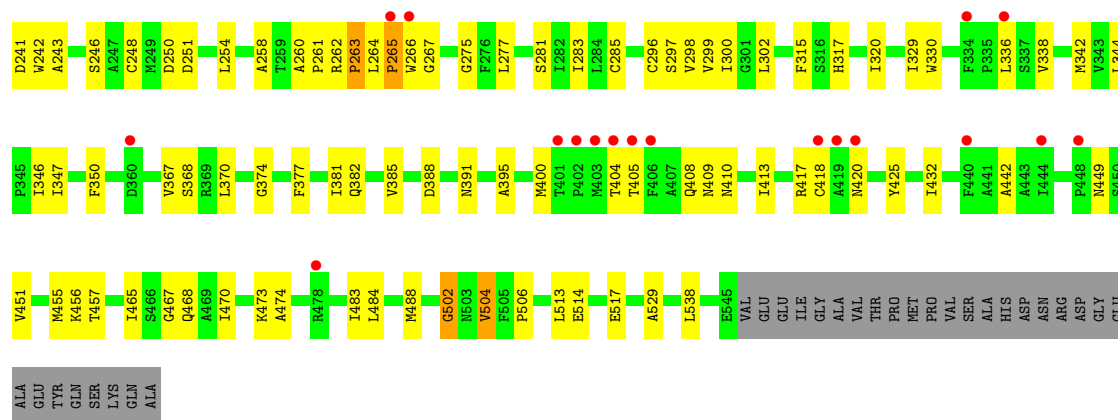 D241 W242 A243 S246 A247 C248 M249 D250 D251 L254 A258 T259 A260 P261 R262 P263 L264 P265 W266 G267 G275 F276 L277 S281 I282 I283 L284 C285 C296 S297 V298 V299 I300 G301 L302 F315 S316 H317 I320 I329 W330 F334 P335 L336 S337 V338 M342 V343 L344
P345 I346 I347 F350 D360 V367 S368 R369 L370 G374 F377 I381 Q382 V385 D388 N391 A395 M400 T401 P402 M403 T404 T405 F406 A407 Q408 N409 N410 I413 R417 C418 A419 N420 Y425 I432 F440 A441 A442 A443 I444 P448 N449 S450
V451 M455 K456 T457 I465 S466 G467 Q468 A469 I470 K473 A474 R478 I483 L484 M488 G502 N503 V504 F505 P506 L513 E514 E517 A529 L538 E545 VAL GLU GLU ILE GLY ALA VAL THR PRO MET PRO VAL SER ALA HIS ASP ASN ARG ASP GLY GLU
ALA GLU TYR GLN SER LYS GLN ALA